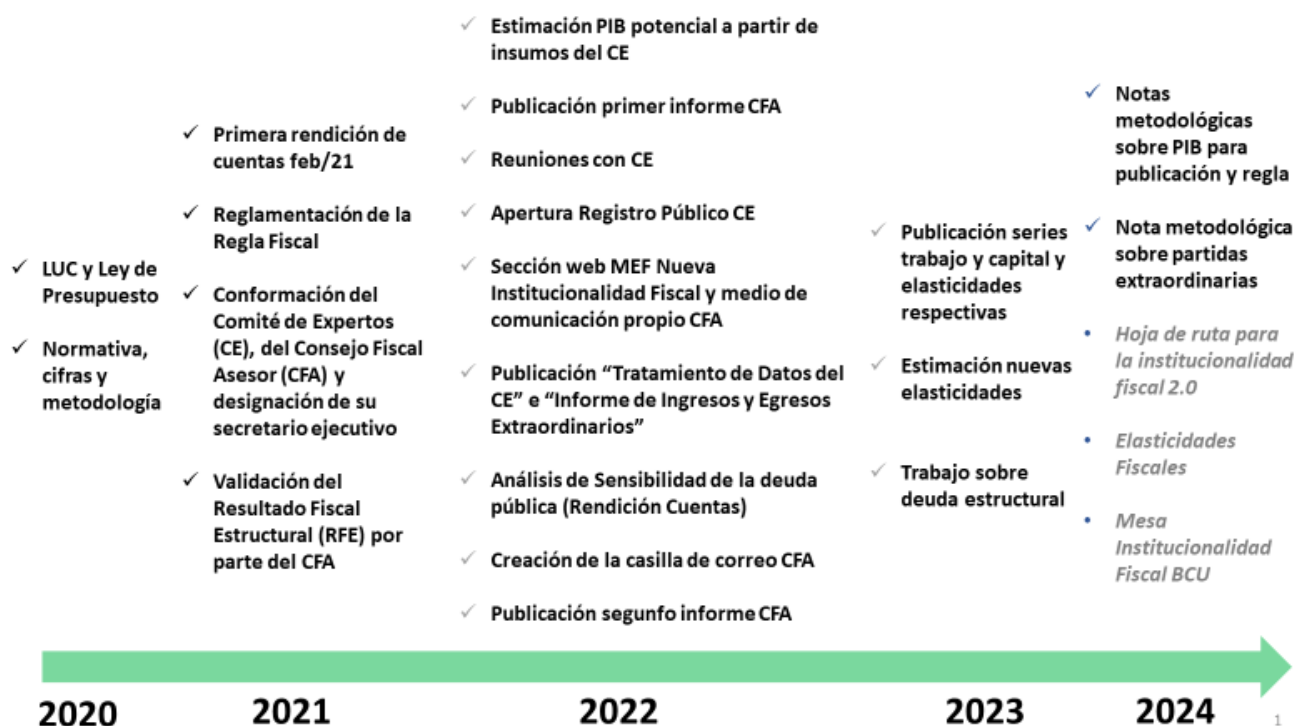 ✓ LUC y Ley de
Presupuesto
✓ Normativa,
cifras y
metodología
✓ Primera rendición de
cuentas feb/21
✓ Reglamentación de la
Regla Fiscal
✓ Conformación del
Comité de Expertos
(CE), del Consejo Fiscal
Asesor (CFA) y
designación de su
secretario ejecutivo
✓ Validación del
Resultado Fiscal
Estructural (RFE) por
parte del CFA
✓ Estimación PIB potencial a partir de
insumos del CE
✓ Publicación primer informe CFA
✓ Reuniones con CE
✓ Apertura Registro Público CE
✓ Sección web MEF Nueva
Institucionalidad Fiscal y medio de
comunicación propio CFA
✓ Publicación “Tratamiento de Datos del
CE” e “Informe de Ingresos y Egresos
Extraordinarios”
✓ Análisis de Sensibilidad de la deuda
pública (Rendición Cuentas)
✓ Creación de la casilla de correo CFA
✓ Publicación segunfo informe CFA
✓ Publicación series
trabajo y capital y
elasticidades
respectivas
✓ Estimación nuevas
elasticidades
✓ Trabajo sobre
deuda estructural
✓ Notas
metodológicas
sobre PIB para
publicación y regla
✓ Nota metodológica
sobre partidas
extraordinarias
• Hoja de ruta para
la institucionalidad
fiscal 2.0
• Elasticidades
Fiscales
• Mesa
Institucionalidad
Fiscal BCU
2020 2021 2022 2023 2024
1